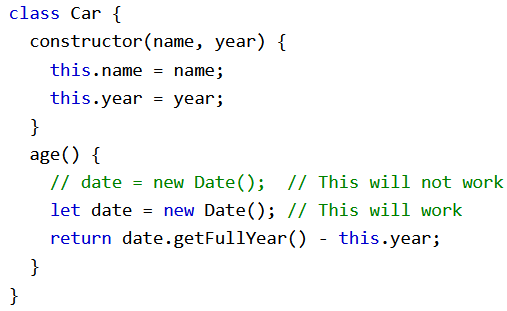 class Car {
  constructor(name, year) {
    this.name = name;
    this.year = year;
  }
  age() {
    // date = new Date();  // This will not work
    let date = new Date(); // This will work
    return date.getFullYear() - this.year;
  }
}